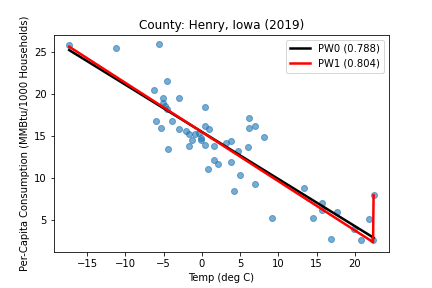 County: Henry, Iowa (2019)
PW0 (0.788)
PW1 (0.804)
Per-Capita Consumption (MMBtu/1000 Households)
25
20
15
10
5
−15 −10 −5 0 5 10 15 20
Temp (deg C)